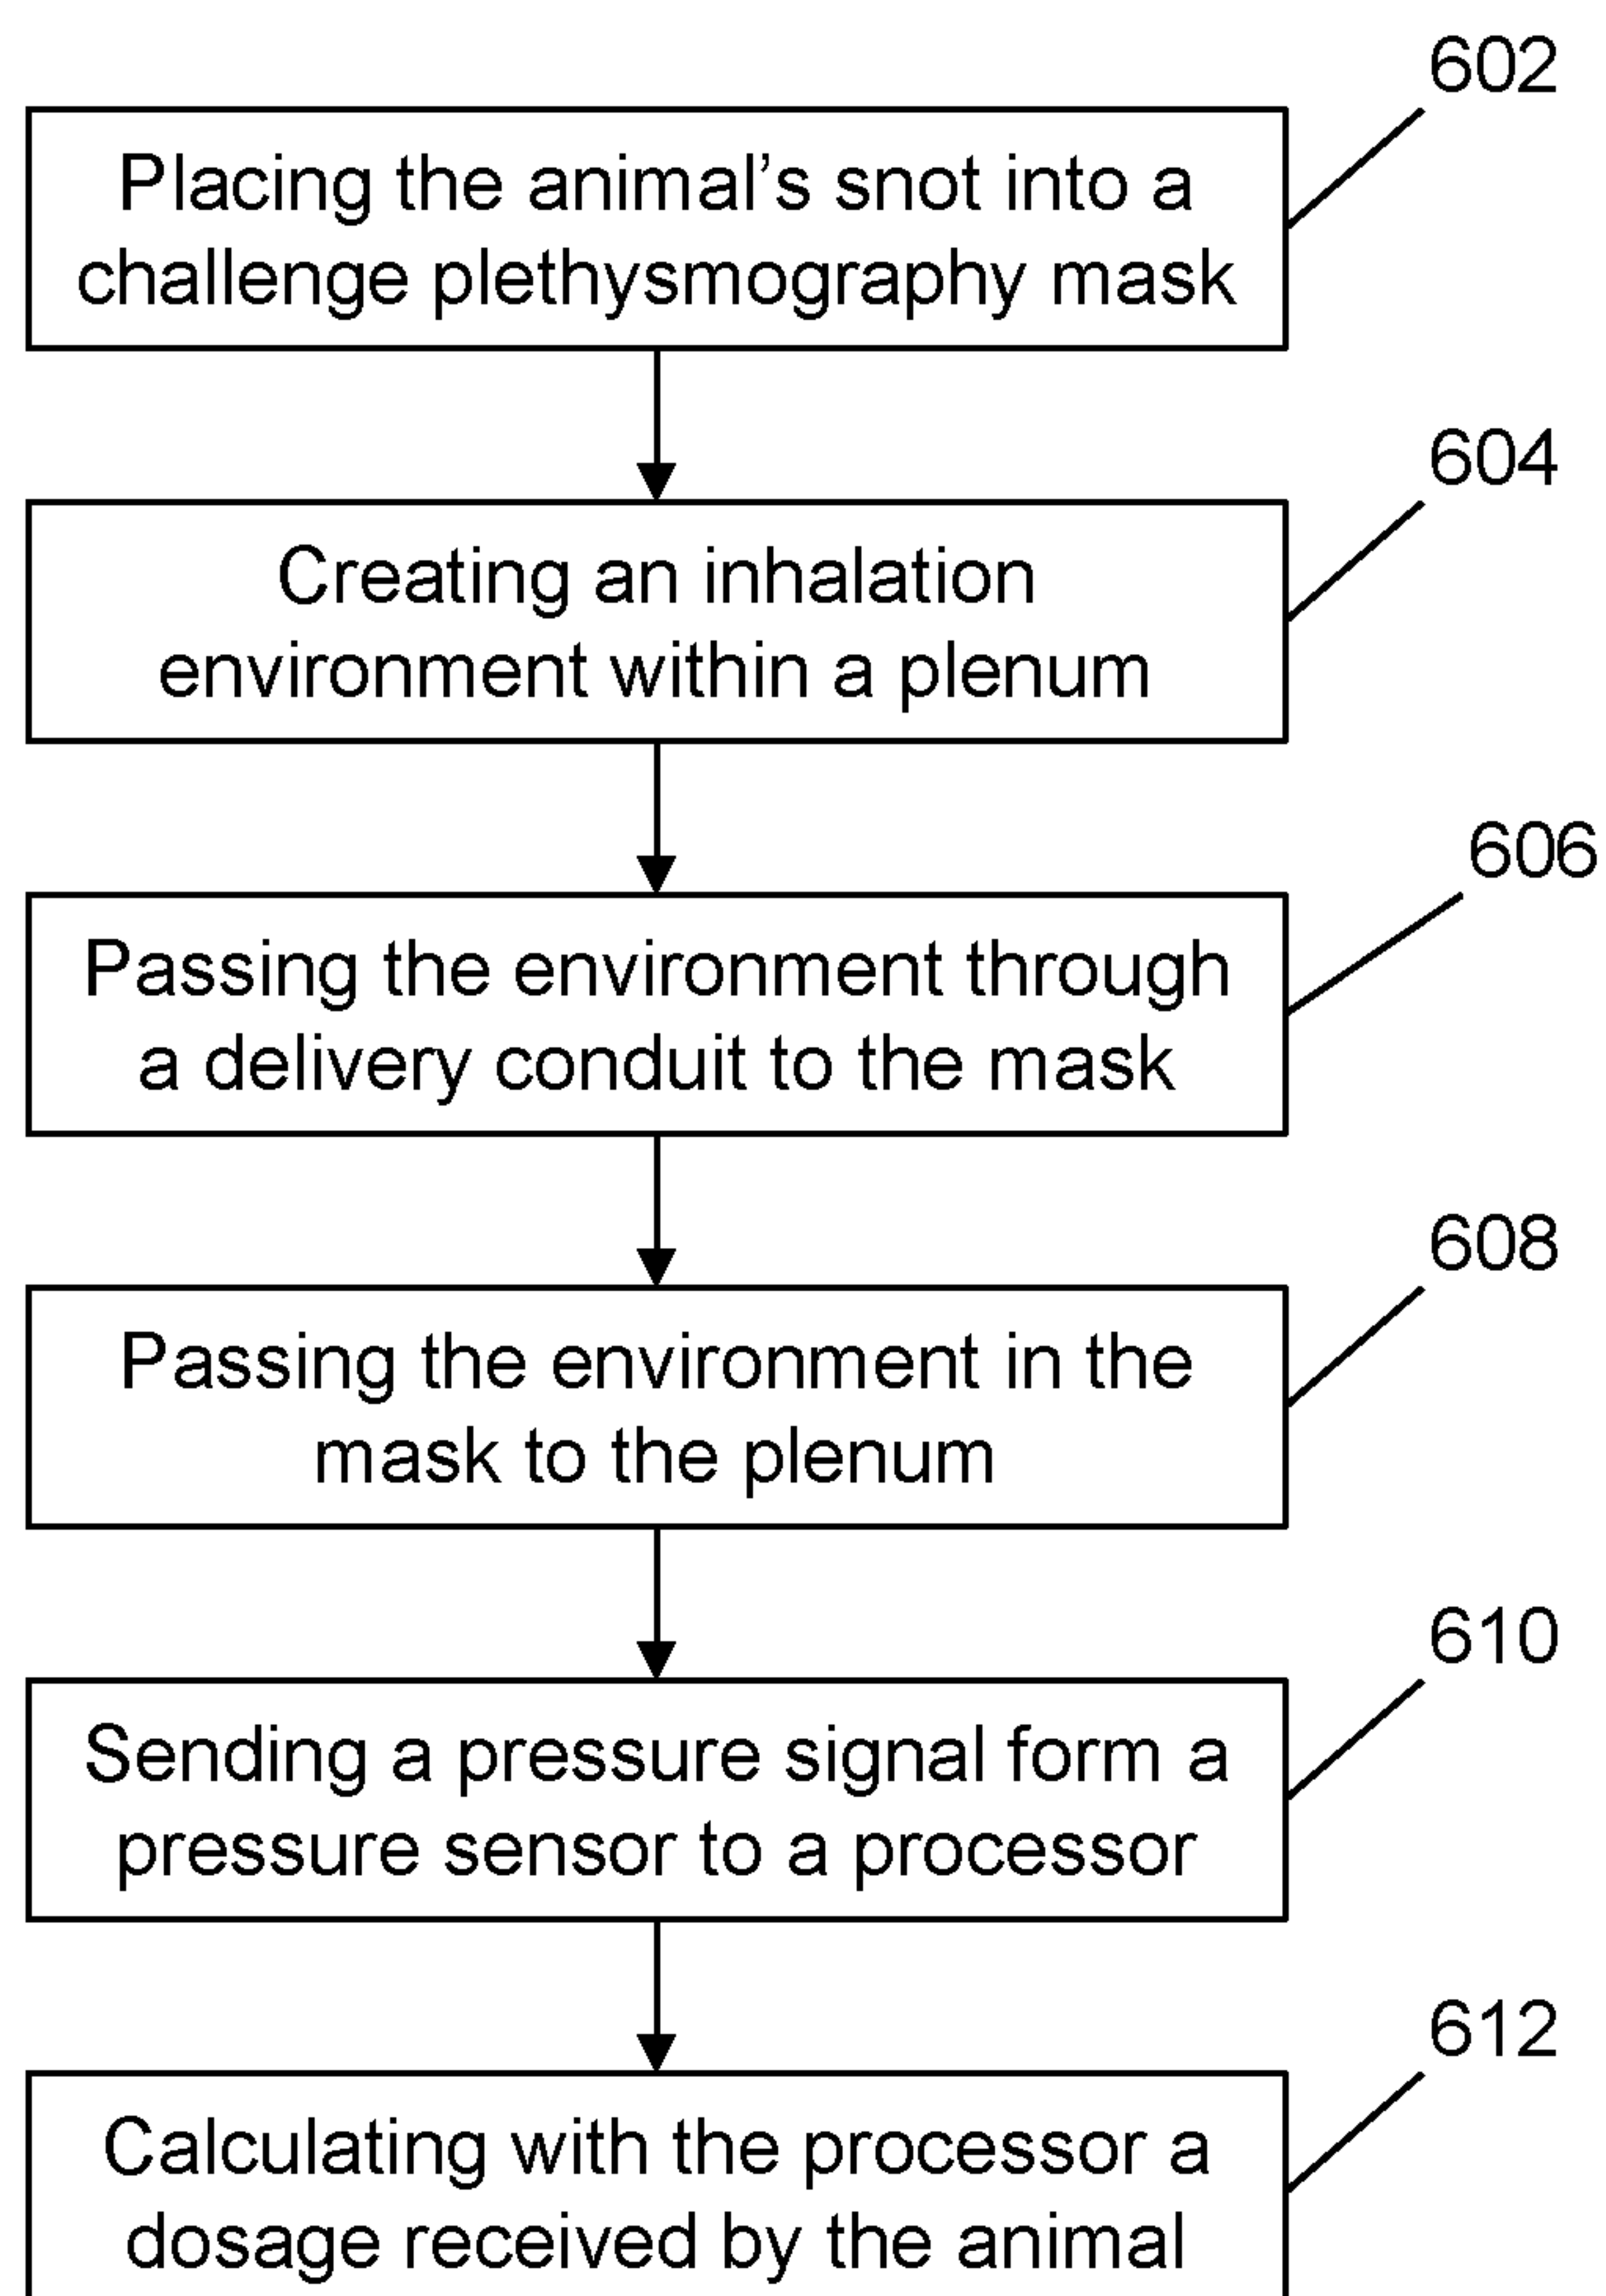 602
Placing the animal's snot into a
challenge plethysmography mask
604
Creating an inhalation
environment within a plenum
606
Passing the environment through
a delivery conduit to the mask
608
Passing the environment in the
mask to the plenum
610
Sending a pressure signal form a
pressure sensor to a processor
612
Calculating with the processor a
dosage received by the animal